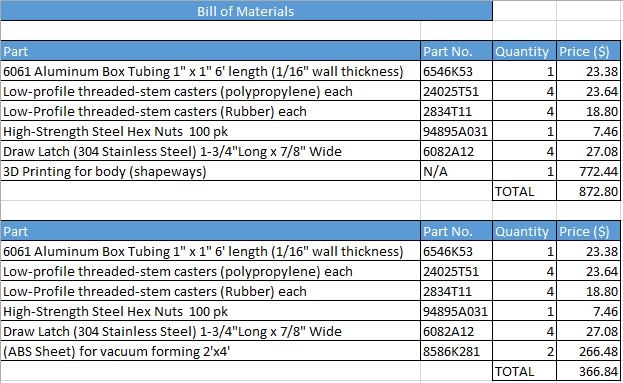 Bill of Materials
Part Part No. Quantity Price ($)
6061 Aluminum Box Tubing 1" x 1" 6' length (1/16" wall thickness) 6546K53 1 23.38
Low-profile threaded-stem casters (polypropylene) each 24025T51 4 23.64
Low-Profile threaded-stem casters (Rubber) each 2834T11 4 18.80
High-Strength Steel Hex Nuts 100 pk 94895A031 1 7.46
Draw Latch (304 Stainless Steel) 1-3/4"Long x 7/8" Wide 6082A12 4 27.08
3D Printing for body (shapeways) N/A 1 772.44
TOTAL 872.80
Part Part No. Quantity Price ($)
6061 Aluminum Box Tubing 1" x 1" 6' length (1/16" wall thickness) 6546K53 1 23.38
Low-profile threaded-stem casters (polypropylene) each 24025T51 4 23.64
Low-Profile threaded-stem casters (Rubber) each 2834T11 4 18.80
High-Strength Steel Hex Nuts 100 pk 94895A031 1 7.46
Draw Latch (304 Stainless Steel) 1-3/4"Long x 7/8" Wide 6082A12 4 27.08
(ABS Sheet) for vacuum forming 2'x4' 8586K281 2 266.48
TOTAL 366.84